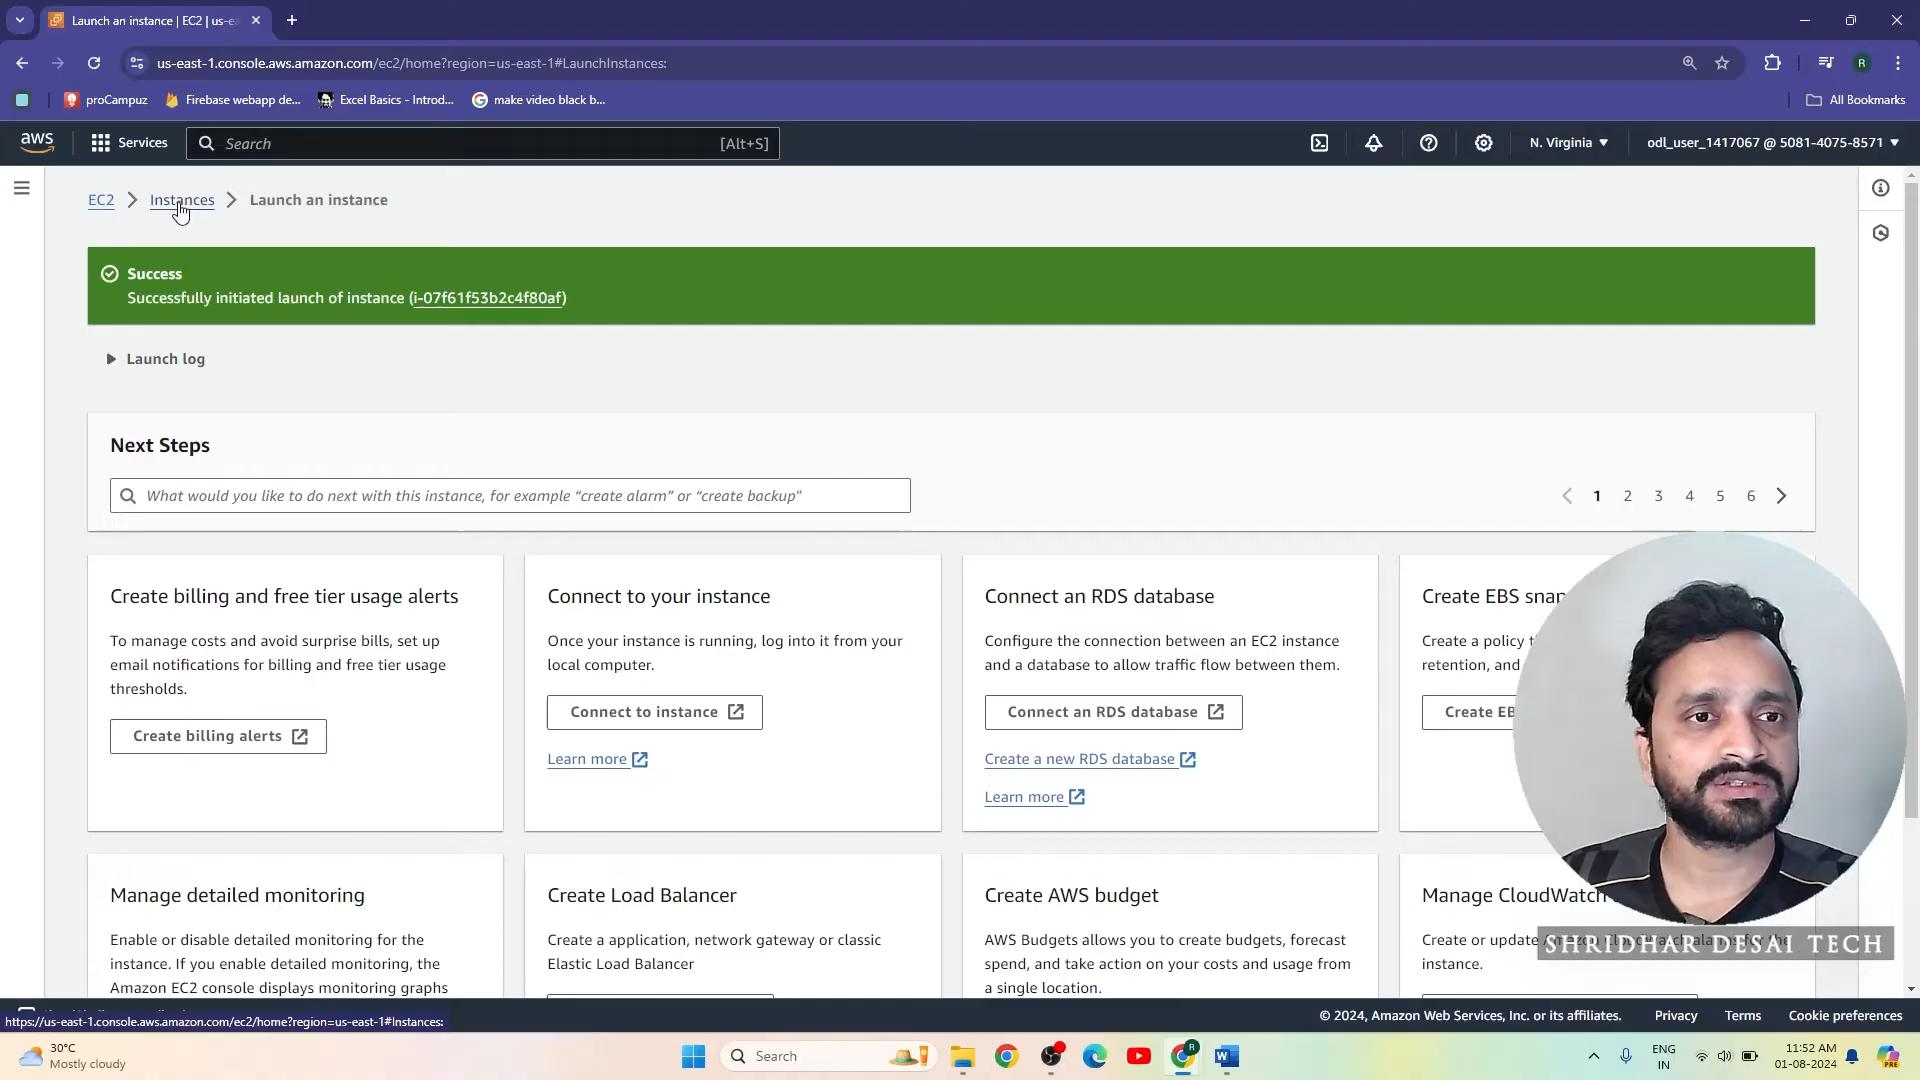 Launch an instance | EC2 | us-ea
us-east-1.console.aws.amazon.com/ec2/home?region=us-east-1#LaunchInstances:
R
proCampuz
Firebase webapp de...
Excel Basics - Introd...
make video black b...
All Bookmarks
aws
Services
Search
[Alt+S]
N. Virginia
odl_user_1417067 @ 5081-4075-8571
EC2
Instances
Launch an instance
Success
Successfully initiated launch of instance (i-07f61f53b2c4f80af)
Launch log
Next Steps
What would you like to do next with this instance, for example “create alarm” or “create backup"
1 2 3 4 5 6
Create billing and free tier usage alerts
To manage costs and avoid surprise bills, set up
email notifications for billing and free tier usage
thresholds.
Create billing alerts
Connect to your instance
Once your instance is running, log into it from your
local computer.
Connect to instance
Learn more
Connect an RDS database
Configure the connection between an EC2 instance
and a database to allow traffic flow between them.
Connect an RDS database
Create a new RDS database
Learn more
Create EBS snap
Create a policy t
retention, and
Create EB
Manage detailed monitoring
Enable or disable detailed monitoring for the
instance. If you enable detailed monitoring, the
Amazon EC2 console displays monitoring graphs
Create Load Balancer
Create a application, network gateway or classic
Elastic Load Balancer
Create AWS budget
AWS Budgets allows you to create budgets, forecast
spend, and take action on your costs and usage from
a single location.
Manage CloudWatch
Create or update
instance.
SHRIDHAR DESAI TECH
https://us-east-1.console.aws.amazon.com/ec2/home?region=us-east-1#Instances:
© 2024, Amazon Web Services, Inc. or its affiliates.
Privacy
Terms
Cookie preferences
30°C
Mostly cloudy
Search
ENG
IN
11:52 AM
01-08-2024